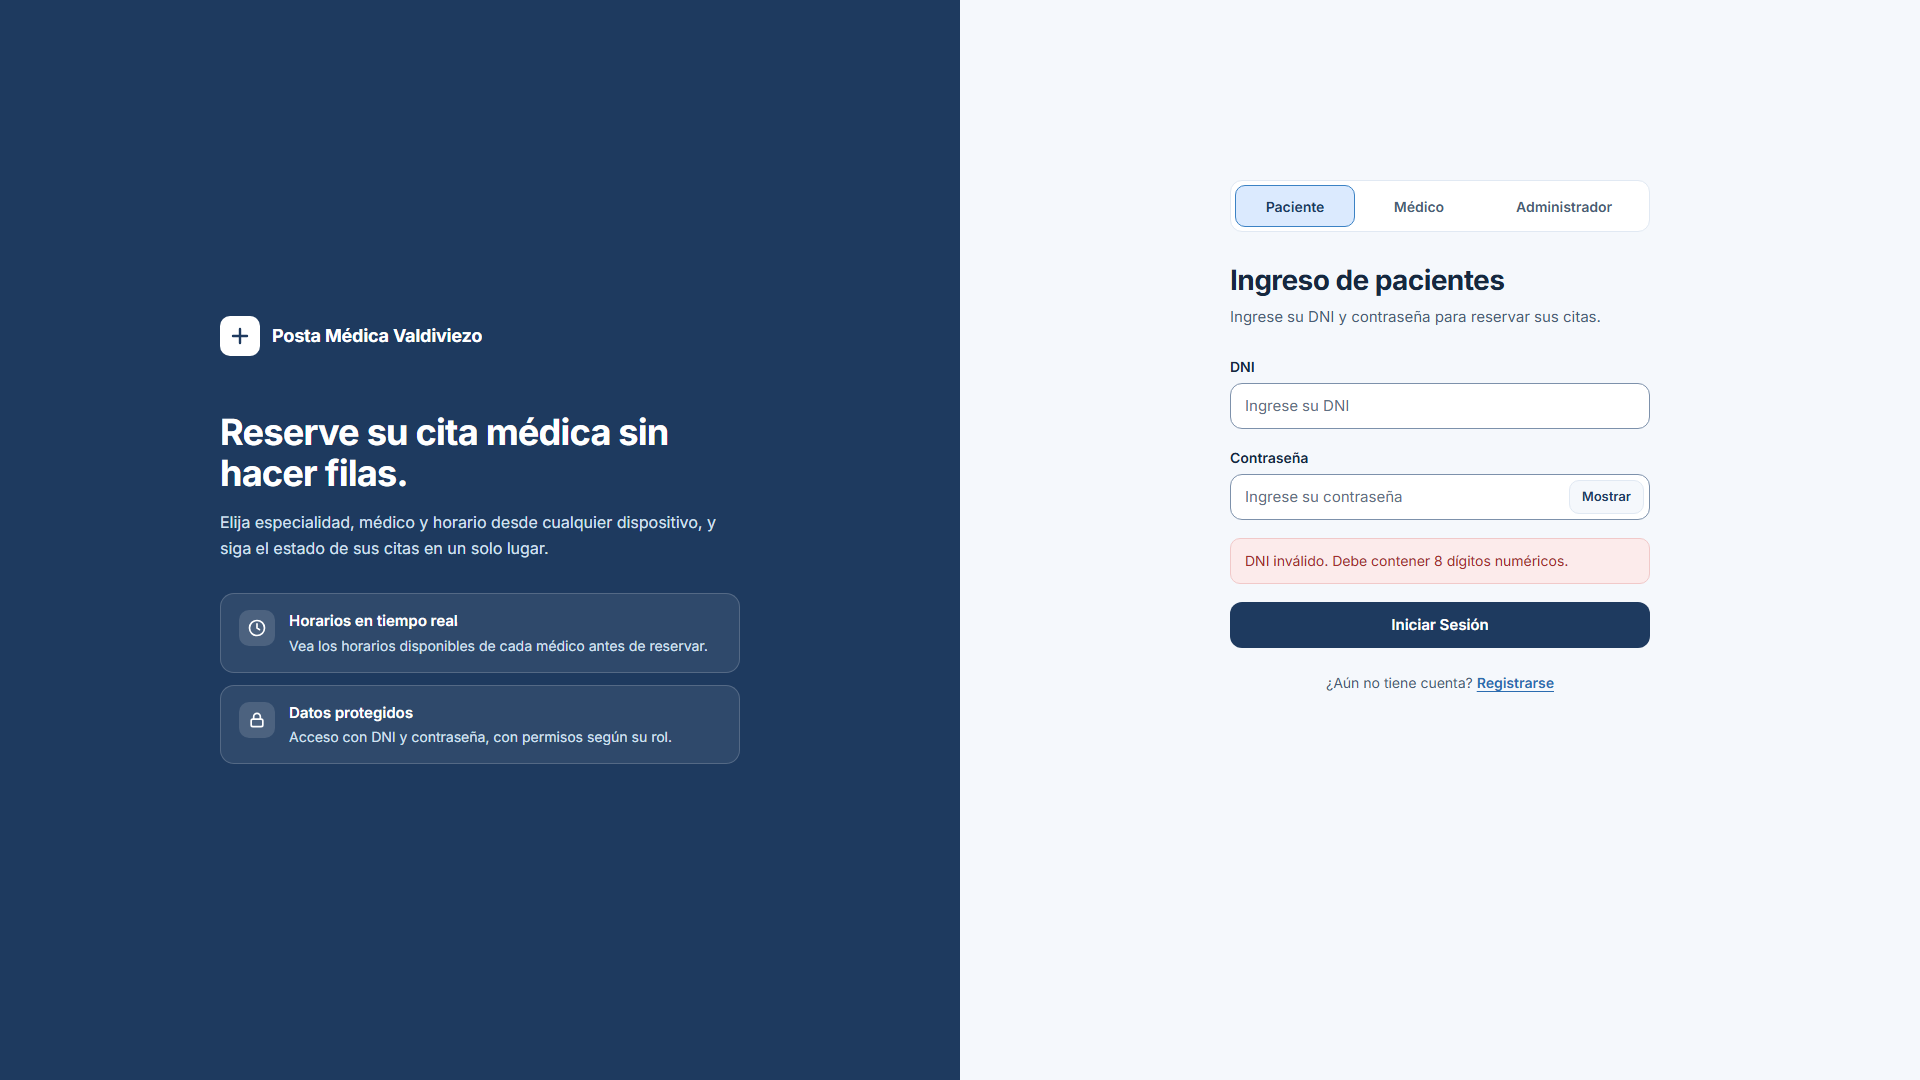 Posta Médica Valdiviezo
Reserve su cita médica sin
hacer filas.
Elija especialidad, médico y horario desde cualquier dispositivo, y
siga el estado de sus citas en un solo lugar.
Horarios en tiempo real
Vea los horarios disponibles de cada médico antes de reservar.
Datos protegidos
Acceso con DNI y contraseña, con permisos según su rol.
Paciente Médico Administrador
Ingreso de pacientes
Ingrese su DNI y contraseña para reservar sus citas.
DNI
Ingrese su DNI
Contraseña
Ingrese su contraseña Mostrar
DNI inválido. Debe contener 8 dígitos numéricos.
Iniciar Sesión
¿Aún no tiene cuenta? Registrarse